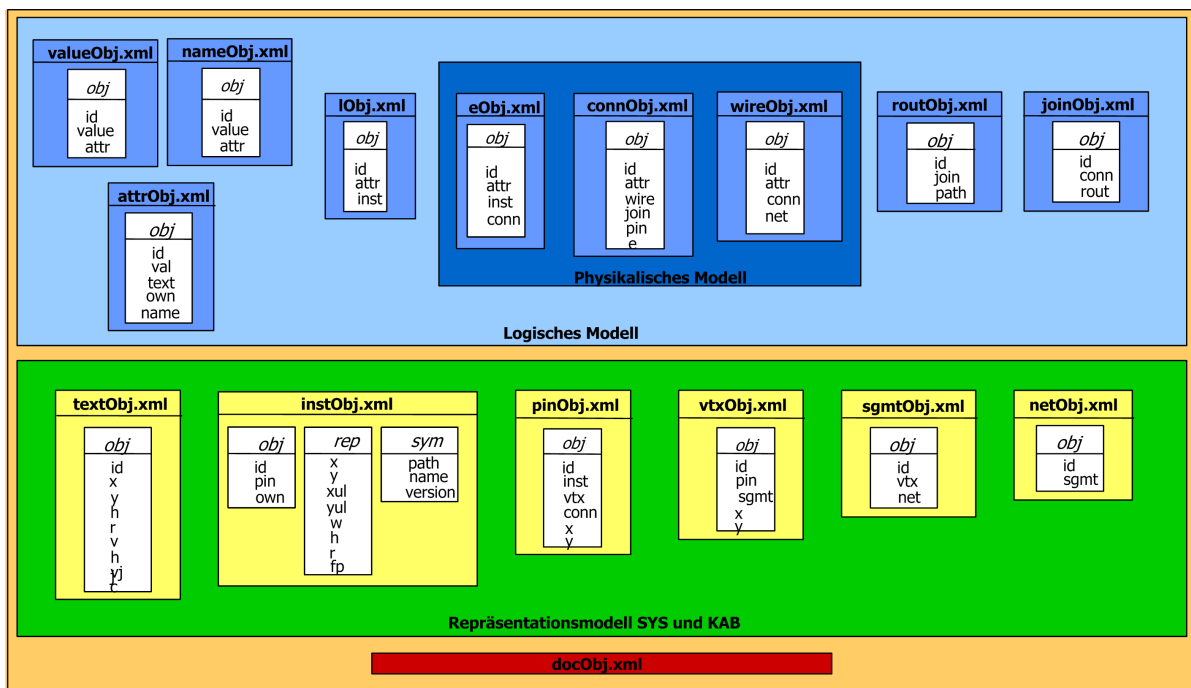 valueObj.xml
obj
id
value
attr
nameObj.xml
obj
id
value
attr
attrObj.xml
obj
id
val
text
own
name
lObj.xml
obj
id
attr
inst
eObj.xml
obj
id
attr
inst
conn
connObj.xml
obj
id
attr
wire
join
pin
e
wireObj.xml
obj
id
attr
conn
net
Physikalisches Modell
routObj.xml
obj
id
join
path
joinObj.xml
obj
id
conn
rout
Logisches Modell
textObj.xml
obj
id
x
y
h
r
v
h
vj
c
instObj.xml
obj
id
pin
own
rep
x
y
xul
yul
w
h
r
fp
sym
path
name
version
pinObj.xml
obj
id
inst
vtx
conn
x
y
vtxObj.xml
obj
id
pin
sgmt
x
y
sgmtObj.xml
obj
id
vtx
net
netObj.xml
obj
id
sgmt
Repräsentationsmodell SYS und KAB
docObj.xml